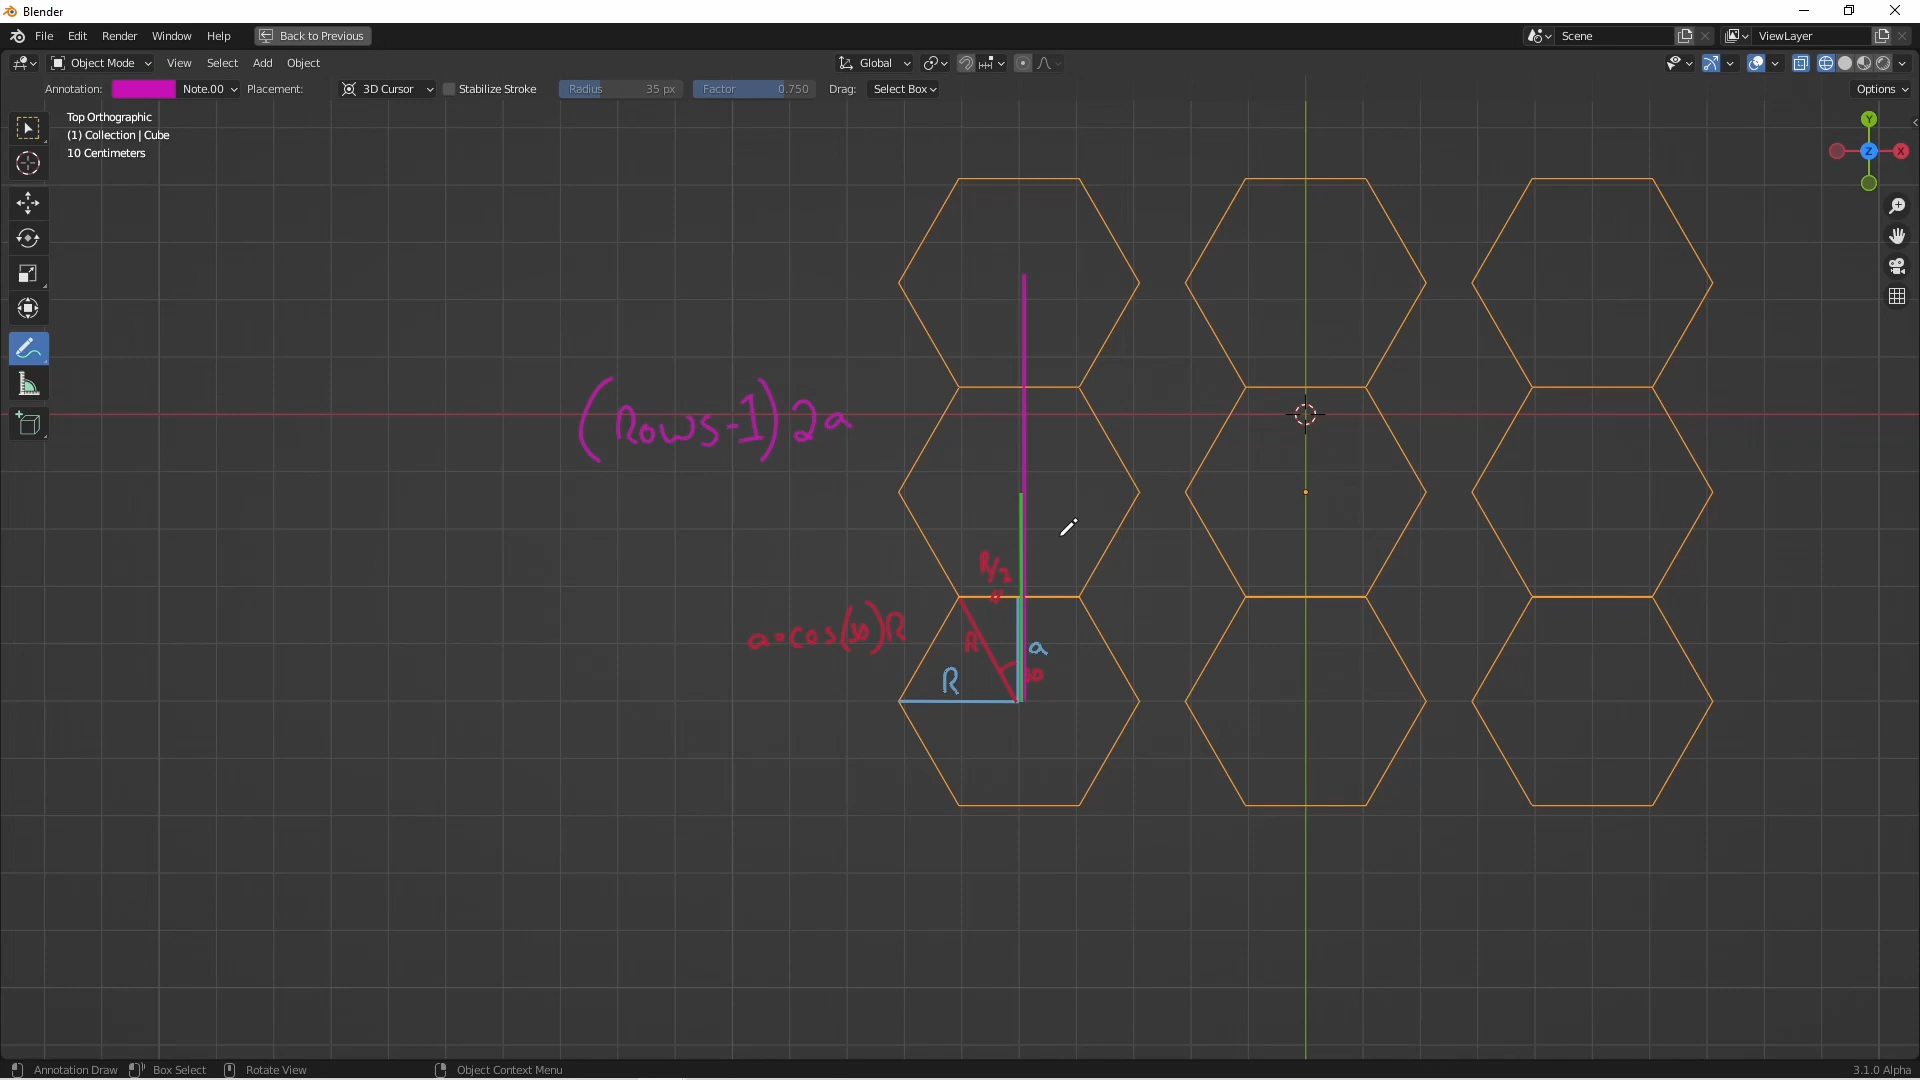 Blender
File Edit Render Window Help Back to Previous Scene ViewLayer
Object Mode View Select Add Object Global Options
Annotation: Note.00 Placement: 3D Cursor Stabilize Stroke Radius 35 px Factor 0.750 Drag: Select Box
Top Orthographic
(1) Collection | Cube
10 Centimeters
Y
Z X
(Rows-1)2a
R/2
a=cos(30)R
R
a
30
R
Annotation Draw Box Select Rotate View Object Context Menu 3.1.0 Alpha